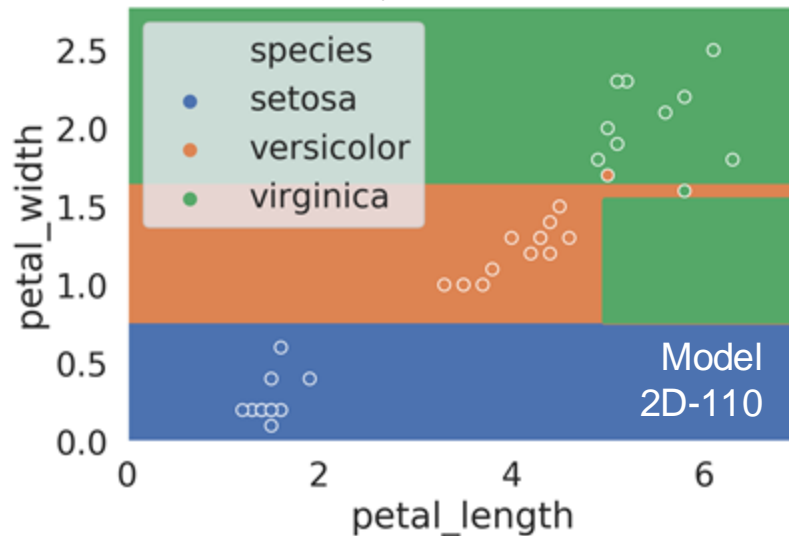 2.5
2.0
1.5
1.0
0.5
0.0
petal_width
species
setosa
versicolor
virginica
Model
2D-110
0 2 4 6
petal_length